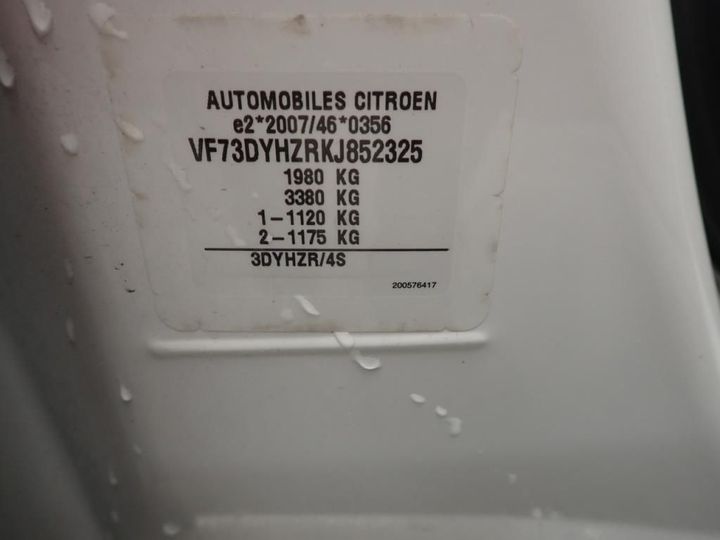 AUTOMOBILES CITROEN
e2*2007/46*0356
VF73DYHZRKJ852325
1980 KG
3380 KG
1-1120 KG
2-1175 KG
3DYHZR/4S
200576417